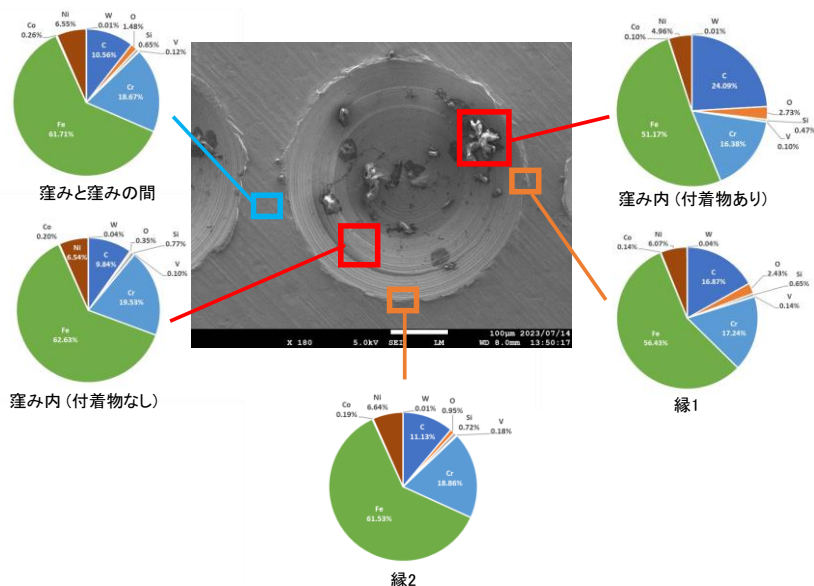 Ni
6.55%
W
0.01%
O
1.48%
Si
0.65%
V
0.12%
Co
0.26%
C
10.56%
Cr
18.67%
Fe
61.71%
窪みと窪みの間
Ni
4.96%
W
0.01%
Co
0.10%
C
24.09%
O
2.73%
Si
0.47%
V
0.10%
Cr
16.38%
Fe
51.17%
窪み内 (付着物あり)
Co
0.20%
Ni
6.54%
W
0.04%
O
0.35%
Si
0.77%
V
0.10%
C
9.84%
Cr
19.53%
Fe
62.63%
窪み内 (付着物なし)
Ni
6.07%
W
0.04%
Co
0.14%
C
16.87%
O
2.43%
Si
0.65%
V
0.14%
Cr
17.24%
Fe
56.43%
縁1
100μm 2023/07/14
X 180 5.0kV SEI LM WD 8.0mm 13:50:17
Co
0.19%
Ni
6.64%
W
0.01%
O
0.95%
Si
0.72%
V
0.18%
C
11.13%
Cr
18.86%
Fe
61.53%
縁2